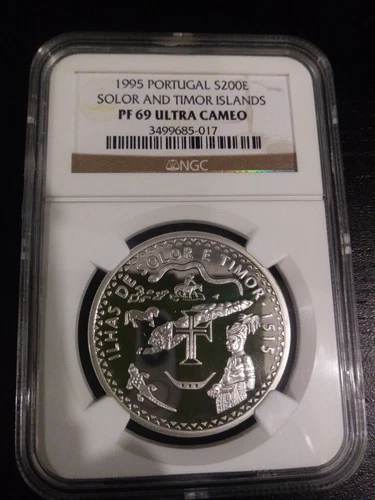 1995 PORTUGAL S200E
SOLOR AND TIMOR ISLANDS
PF 69 ULTRA CAMEO
3499685-017
NGC
ILHAS DE SOLOR E TIMOR 1515